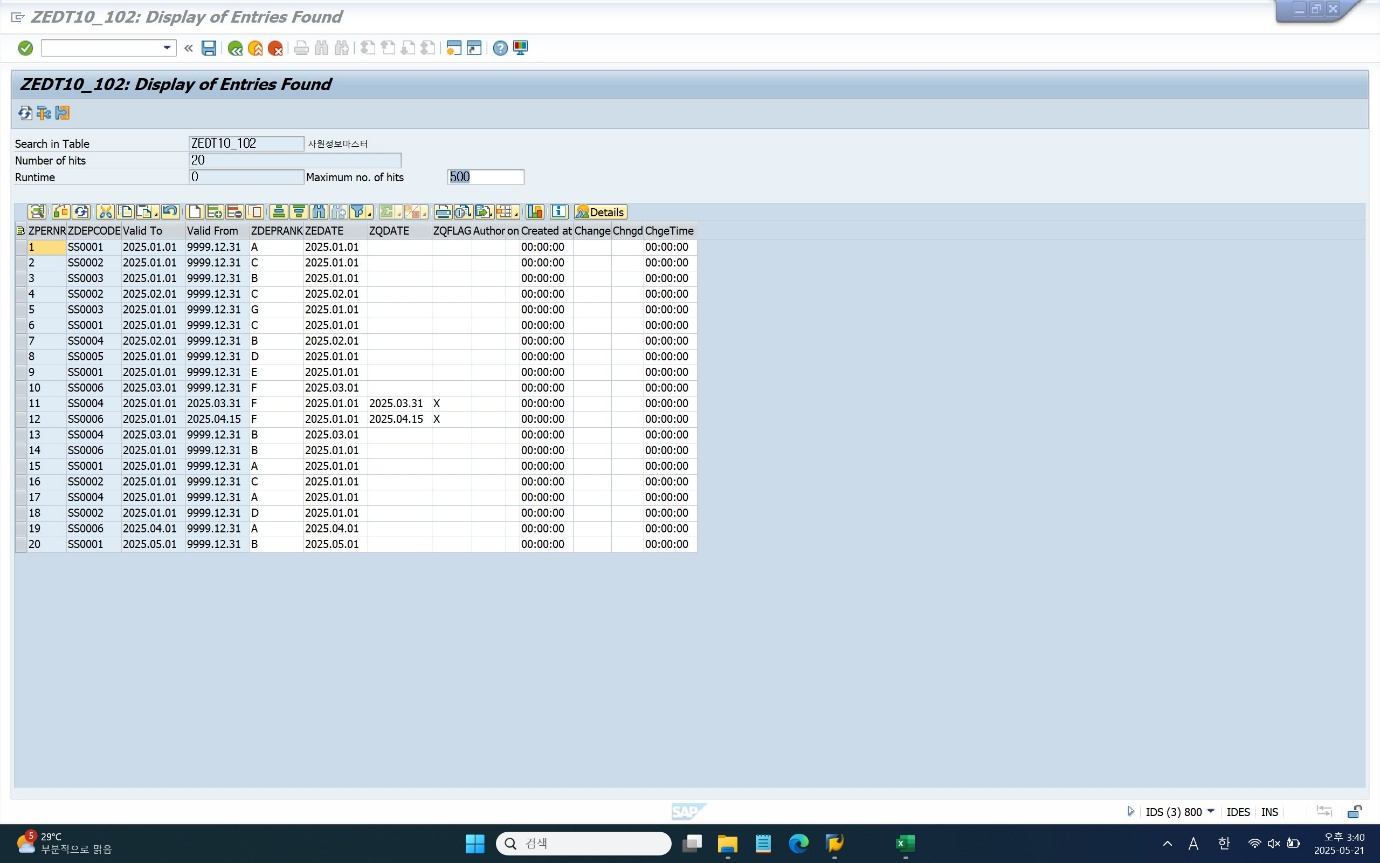 ZEDT10_102: Display of Entries Found
ZEDT10_102: Display of Entries Found
Search in Table ZEDT10_102 사원정보마스터
Number of hits 20
Runtime 0 Maximum no. of hits 500
Details
ZPERNR ZDEPCODE Valid To Valid From ZDEPRANK ZEDATE ZQDATE ZQFLAG Author on Created at Change Chngd ChgeTime
1 SS0001 2025.01.01 9999.12.31 A 2025.01.01 00:00:00 00:00:00
2 SS0002 2025.01.01 9999.12.31 C 2025.01.01 00:00:00 00:00:00
3 SS0003 2025.01.01 9999.12.31 B 2025.01.01 00:00:00 00:00:00
4 SS0002 2025.02.01 9999.12.31 C 2025.02.01 00:00:00 00:00:00
5 SS0003 2025.01.01 9999.12.31 G 2025.01.01 00:00:00 00:00:00
6 SS0001 2025.01.01 9999.12.31 C 2025.01.01 00:00:00 00:00:00
7 SS0004 2025.02.01 9999.12.31 B 2025.02.01 00:00:00 00:00:00
8 SS0005 2025.01.01 9999.12.31 D 2025.01.01 00:00:00 00:00:00
9 SS0001 2025.01.01 9999.12.31 E 2025.01.01 00:00:00 00:00:00
10 SS0006 2025.03.01 9999.12.31 F 2025.03.01 00:00:00 00:00:00
11 SS0004 2025.01.01 2025.03.31 F 2025.01.01 2025.03.31 X 00:00:00 00:00:00
12 SS0006 2025.01.01 2025.04.15 F 2025.01.01 2025.04.15 X 00:00:00 00:00:00
13 SS0004 2025.03.01 9999.12.31 B 2025.03.01 00:00:00 00:00:00
14 SS0006 2025.01.01 9999.12.31 B 2025.01.01 00:00:00 00:00:00
15 SS0001 2025.01.01 9999.12.31 A 2025.01.01 00:00:00 00:00:00
16 SS0002 2025.01.01 9999.12.31 C 2025.01.01 00:00:00 00:00:00
17 SS0004 2025.01.01 9999.12.31 A 2025.01.01 00:00:00 00:00:00
18 SS0002 2025.01.01 9999.12.31 D 2025.01.01 00:00:00 00:00:00
19 SS0006 2025.04.01 9999.12.31 A 2025.04.01 00:00:00 00:00:00
20 SS0001 2025.05.01 9999.12.31 B 2025.05.01 00:00:00 00:00:00
SAP IDS (3) 800 IDES INS
5 29°C
부분적으로 맑음
검색
A 한
오후 3:40
2025-05-21